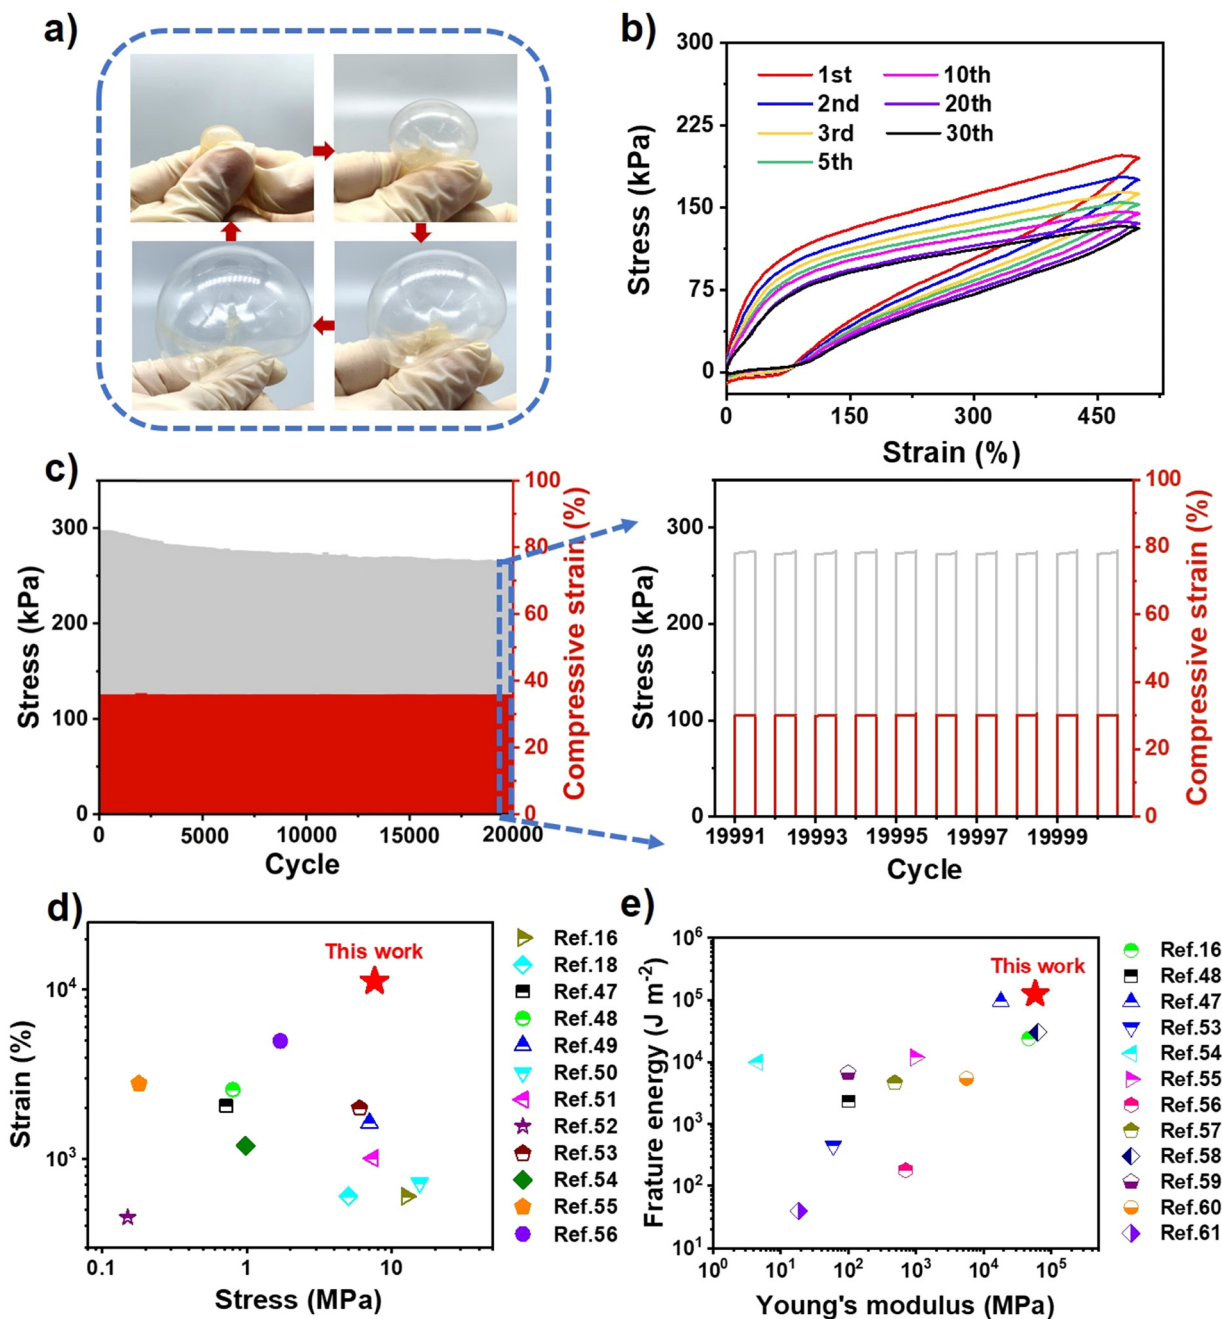 a)
b)
300
225
150
75
0
Stress (kPa)
1st
2nd
3rd
5th
10th
20th
30th
0
150
300
450
Strain (%)
c)
300
200
100
0
Stress (kPa)
100
80
60
40
20
0
Compressive strain (%)
0
5000
10000
15000
20000
Cycle
300
200
100
0
Stress (kPa)
100
80
60
40
20
0
Compressive strain (%)
19991
19993
19995
19997
19999
Cycle
d)
10⁴
10³
Strain (%)
This work
0.1
1
10
Stress (MPa)
Ref.16
Ref.18
Ref.47
Ref.48
Ref.49
Ref.50
Ref.51
Ref.52
Ref.53
Ref.54
Ref.55
Ref.56
e)
10⁶
10⁵
10⁴
10³
10²
10¹
Frature energy (J m⁻²)
This work
10⁰
10¹
10²
10³
10⁴
10⁵
Young's modulus (MPa)
Ref.16
Ref.48
Ref.47
Ref.53
Ref.54
Ref.55
Ref.56
Ref.57
Ref.58
Ref.59
Ref.60
Ref.61